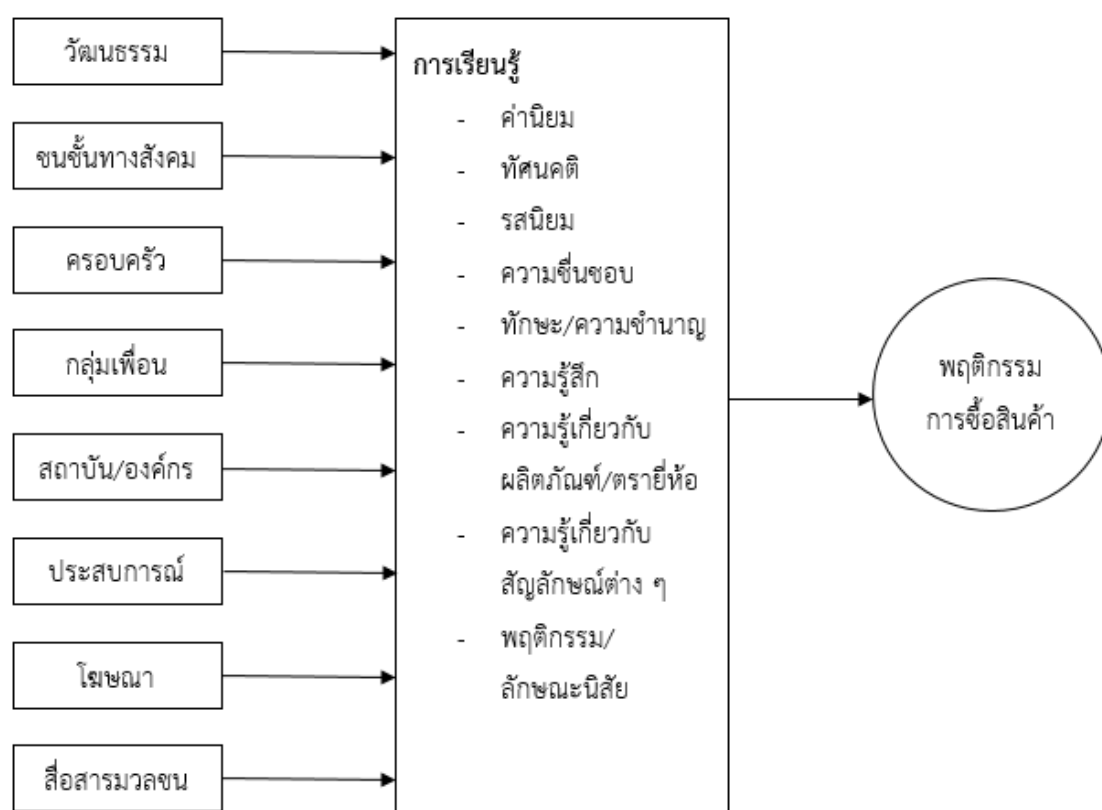 วัฒนธรรม
ชนชั้นทางสังคม
ครอบครัว
กลุ่มเพื่อน
สถาบัน/องค์กร
ประสบการณ์
โฆษณา
สื่อสารมวลชน
การเรียนรู้
- ค่านิยม
- ทัศนคติ
- รสนิยม
- ความชื่นชอบ
- ทักษะ/ความชำนาญ
- ความรู้สึก
- ความรู้เกี่ยวกับ
ผลิตภัณฑ์/ตรายี่ห้อ
- ความรู้เกี่ยวกับ
สัญลักษณ์ต่าง ๆ
- พฤติกรรม/
ลักษณะนิสัย
พฤติกรรม
การซื้อสินค้า